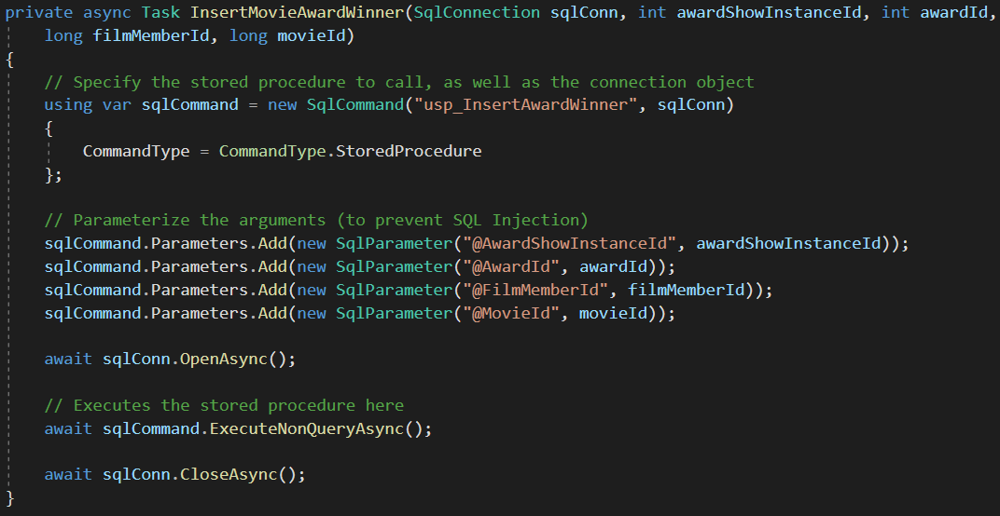 private async Task InsertMovieAwardWinner(SqlConnection sqlConn, int awardShowInstanceId, int awardId,
    long filmMemberId, long movieId)
{
    // Specify the stored procedure to call, as well as the connection object
    using var sqlCommand = new SqlCommand("usp_InsertAwardWinner", sqlConn)
    {
        CommandType = CommandType.StoredProcedure
    };

    // Parameterize the arguments (to prevent SQL Injection)
    sqlCommand.Parameters.Add(new SqlParameter("@AwardShowInstanceId", awardShowInstanceId));
    sqlCommand.Parameters.Add(new SqlParameter("@AwardId", awardId));
    sqlCommand.Parameters.Add(new SqlParameter("@FilmMemberId", filmMemberId));
    sqlCommand.Parameters.Add(new SqlParameter("@MovieId", movieId));

    await sqlConn.OpenAsync();

    // Executes the stored procedure here
    await sqlCommand.ExecuteNonQueryAsync();

    await sqlConn.CloseAsync();
}